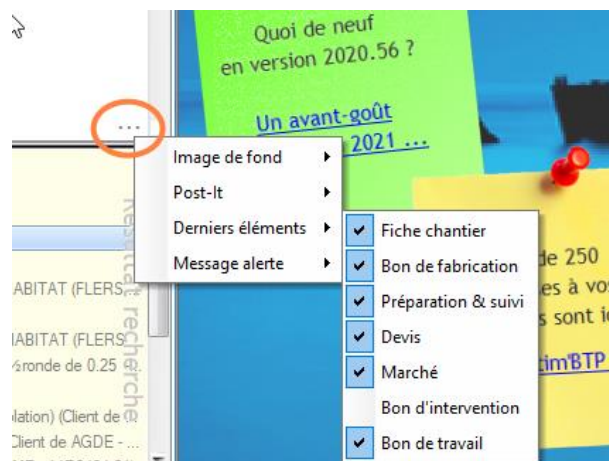 Quoi de neuf
en version 2020.56 ?
Un avant-goût
2021 ...
...
Image de fond
Post-It
Derniers éléments
Message alerte
Fiche chantier
Bon de fabrication
Préparation & suivi
Devis
Marché
Bon d'intervention
Bon de travail
de 250
es à vos
s sont i
tim'BTP
Résultat recherche
ABITAT (FLERS
HABITAT (FLERS
ronde de 0.25
lation) (Client de
Client de AGDE - ...